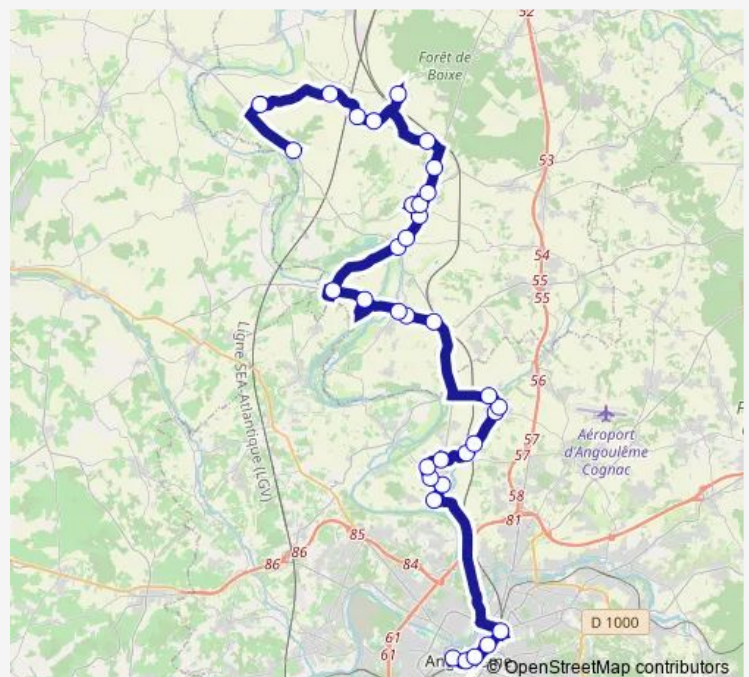 52
Forêt de
Boixe
53
54
55
55
Ligne SEA-Atlantique (LGV)
56
Aéroport
d'Angoulême
Cognac
57
57
58
81
85
86
86
84
D 1000
61
61
© OpenStreetMap contributors